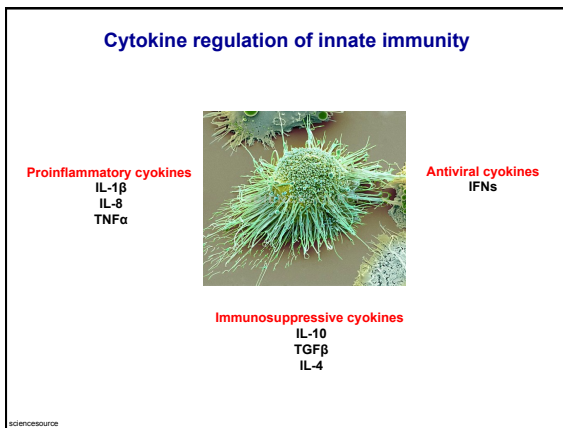 Cytokine regulation of innate immunity
Proinflammatory cyokines
IL-1β
IL-8
TNFα
Antiviral cyokines
IFNs
Immunosuppressive cyokines
IL-10
TGFβ
IL-4
sciencesource